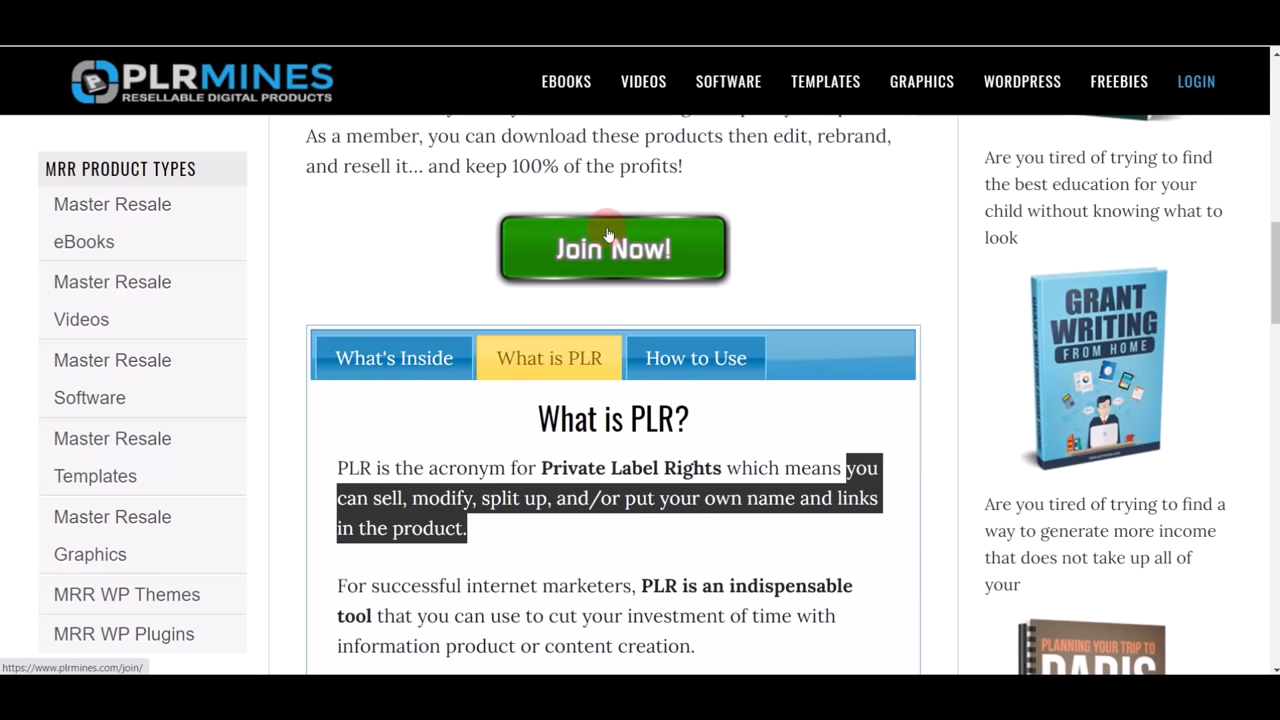 PLRMINES
RESELLABLE DIGITAL PRODUCTS
EBOOKS
VIDEOS
SOFTWARE
TEMPLATES
GRAPHICS
WORDPRESS
FREEBIES
LOGIN
MRR PRODUCT TYPES
Master Resale
eBooks
Master Resale
Videos
Master Resale
Software
Master Resale
Templates
Master Resale
Graphics
MRR WP Themes
MRR WP Plugins
As a member, you can download these products then edit, rebrand,
and resell it... and keep 100% of the profits!
Join Now!
What's Inside
What is PLR
How to Use
What is PLR?
PLR is the acronym for Private Label Rights which means you
can sell, modify, split up, and/or put your own name and links
in the product.
For successful internet marketers, PLR is an indispensable
tool that you can use to cut your investment of time with
information product or content creation.
Are you tired of trying to find
the best education for your
child without knowing what to
look
GRANT
WRITING
FROM HOME
Are you tired of trying to find a
way to generate more income
that does not take up all of
your
PLANNING YOUR TRIP TO
PARIS
https://www.plrmines.com/join/